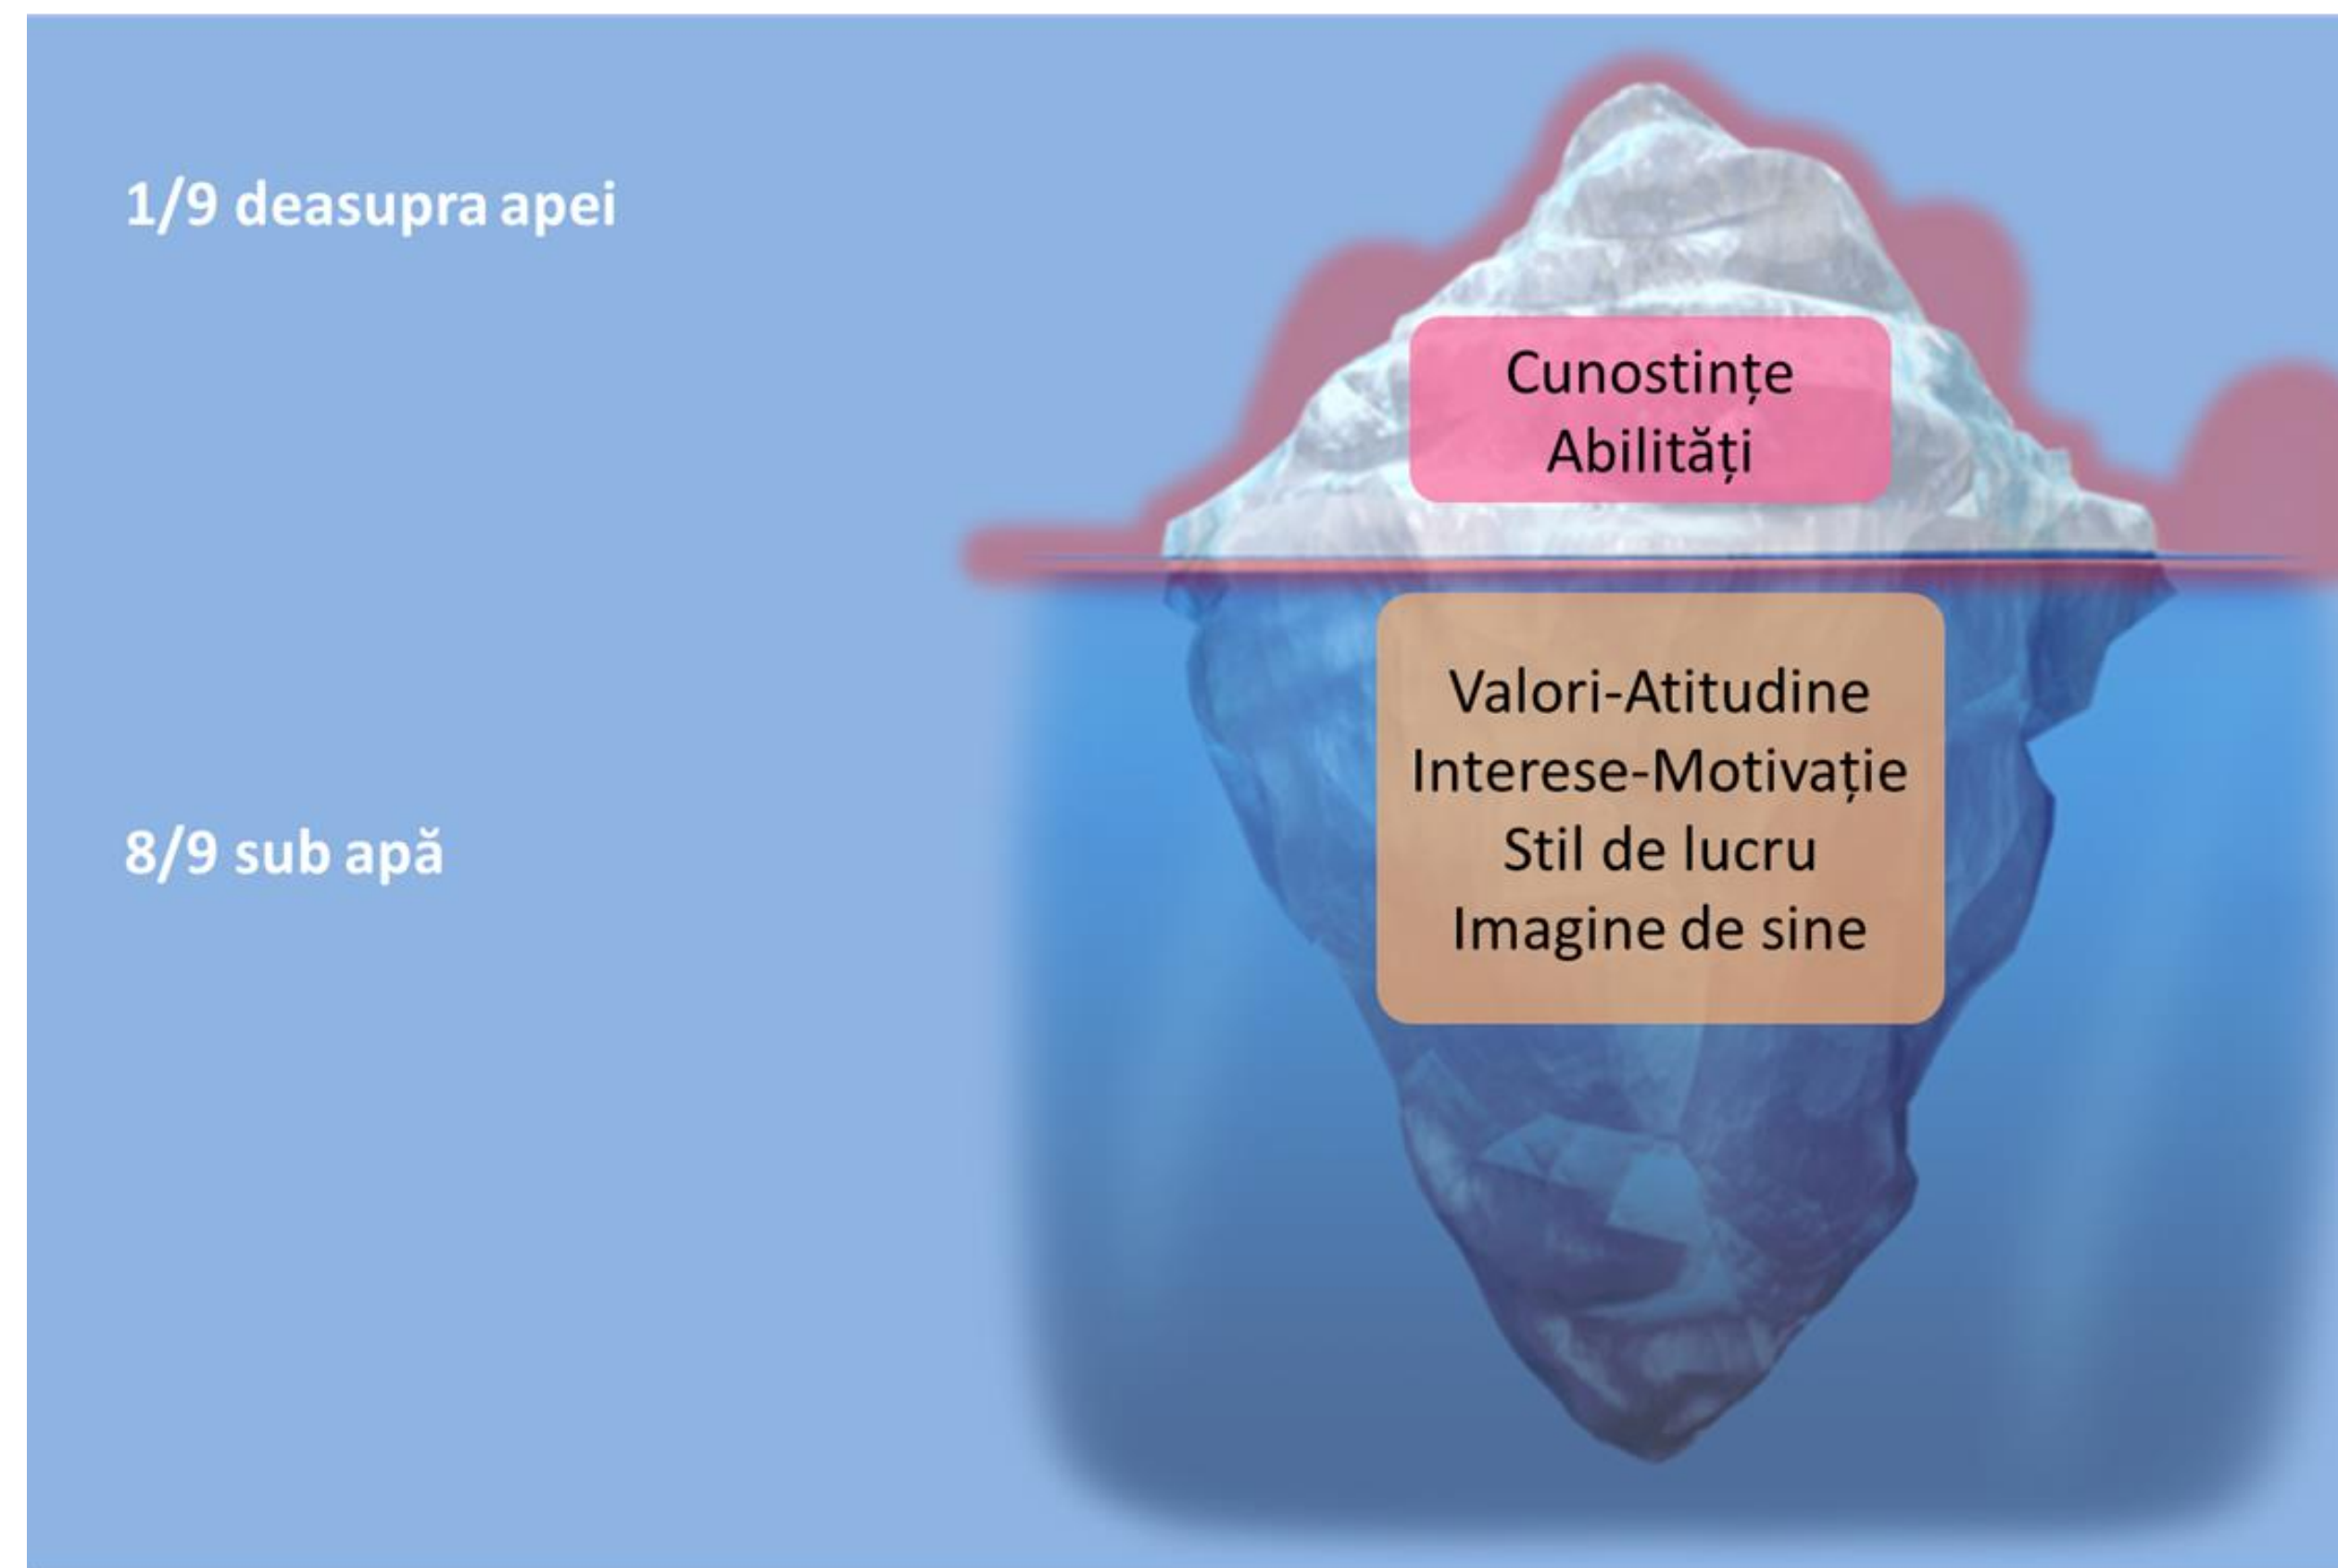 1/9 deasupra apei
Cunostințe
Abilități
Valori-Atitudine
Interese-Motivație
Stil de lucru
Imagine de sine
8/9 sub apă